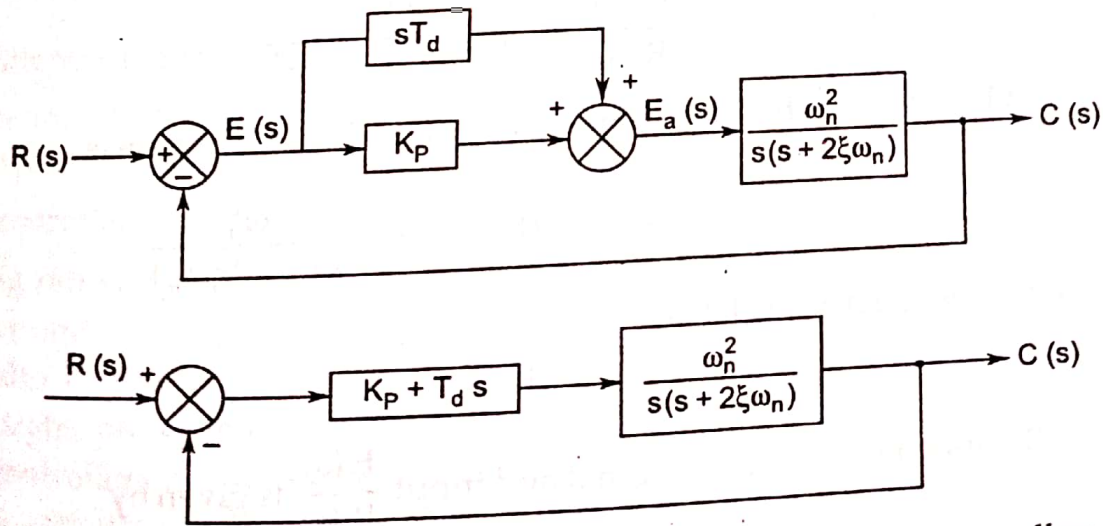 sT_d
+
+
E (s)
E_a (s)
ω_n^2
R (s)
+
K_P
C (s)
s(s + 2ξω_n)
−
R (s)
+
K_P + T_d s
ω_n^2
C (s)
s(s + 2ξω_n)
−